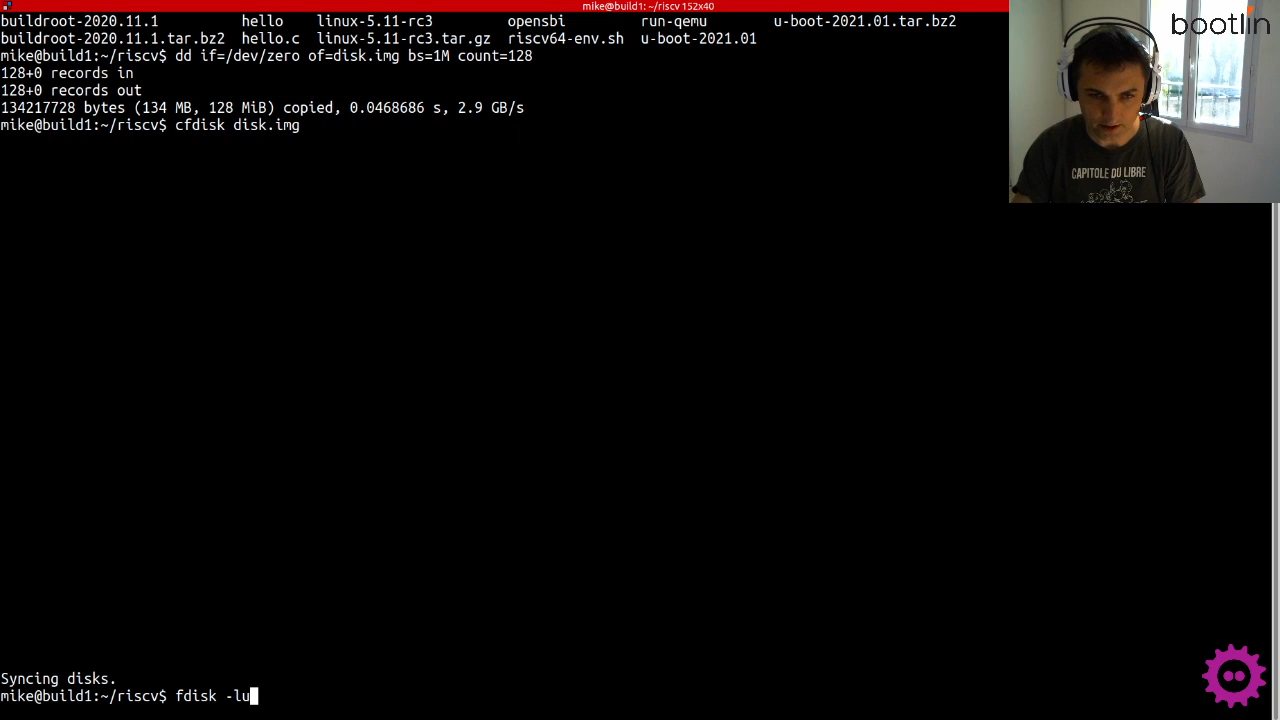 mike@build1: ~/riscv 152x40
buildroot-2020.11.1 hello linux-5.11-rc3 opensbi run-qemu u-boot-2021.01.tar.bz2
buildroot-2020.11.1.tar.bz2 hello.c linux-5.11-rc3.tar.gz riscv64-env.sh u-boot-2021.01
mike@build1:~/riscv$ dd if=/dev/zero of=disk.img bs=1M count=128
128+0 records in
128+0 records out
134217728 bytes (134 MB, 128 MiB) copied, 0.0468686 s, 2.9 GB/s
mike@build1:~/riscv$ cfdisk disk.img
bootlin
CAPITOLE DU LIBRE
Syncing disks.
mike@build1:~/riscv$ fdisk -lu